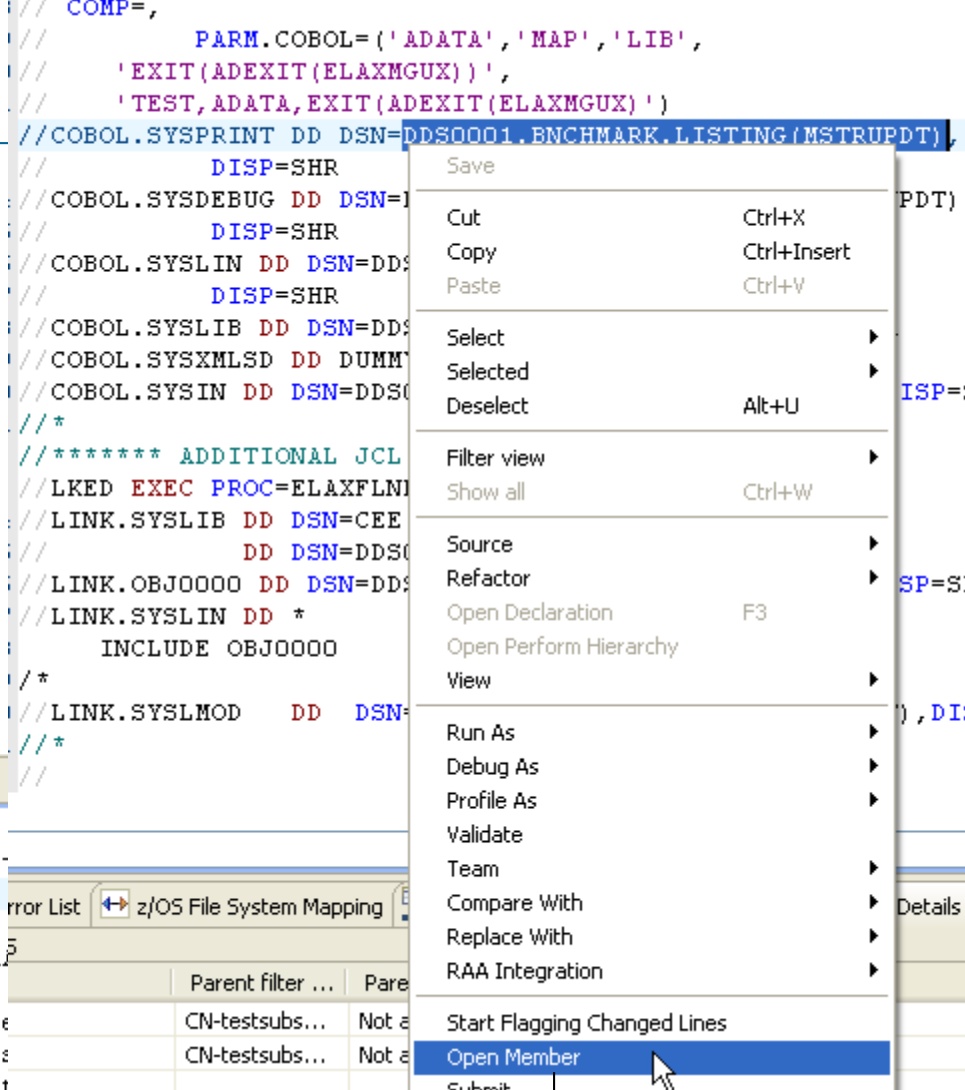 // COMP=,
// PARM.COBOL=('ADATA','MAP','LIB',
// 'EXIT(ADEXIT(ELAXMGUX))',
// 'TEST,ADATA,EXIT(ADEXIT(ELAXMGUX)')
//COBOL.SYSPRINT DD DSN=DDS0001.BNCHMARK.LISTING(MSTRUPDT),
// DISP=SHR
//COBOL.SYSDEBUG DD DSN= PDT)
// DISP=SHR
//COBOL.SYSLIN DD DSN=DDS
// DISP=SHR
//COBOL.SYSLIB DD DSN=DDS
//COBOL.SYSXMLSD DD DUMMY
//COBOL.SYSIN DD DSN=DDS0 ISP=
//*
//******* ADDITIONAL JCL
//LKED EXEC PROC=ELAXFLN
//LINK.SYSLIB DD DSN=CEE
// DD DSN=DDS0
//LINK.OBJ0000 DD DSN=DDS SP=S
//LINK.SYSLIN DD *
INCLUDE OBJ0000
/*
//LINK.SYSLMOD DD DSN= ),DIS
//*
//
Save
Cut Ctrl+X
Copy Ctrl+Insert
Paste Ctrl+V
Select
Selected
Deselect Alt+U
Filter view
Show all Ctrl+W
Source
Refactor
Open Declaration F3
Open Perform Hierarchy
View
Run As
Debug As
Profile As
Validate
Team
Compare With
Replace With
RAA Integration
Start Flagging Changed Lines
Open Member
Submit
rror List z/OS File System Mapping Details
5
Parent filter ... Pare
CN-testsubs... Not a
CN-testsubs... Not a